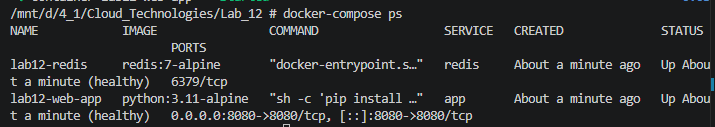 /mnt/d/4_1/Cloud_Technologies/Lab_12 # docker-compose ps
NAME IMAGE COMMAND SERVICE CREATED STATUS
PORTS
lab12-redis redis:7-alpine "docker-entrypoint.s…" redis About a minute ago Up Abou
t a minute (healthy) 6379/tcp
lab12-web-app python:3.11-alpine "sh -c 'pip install …" app About a minute ago Up Abou
t a minute (healthy) 0.0.0.0:8080->8080/tcp, [::]:8080->8080/tcp